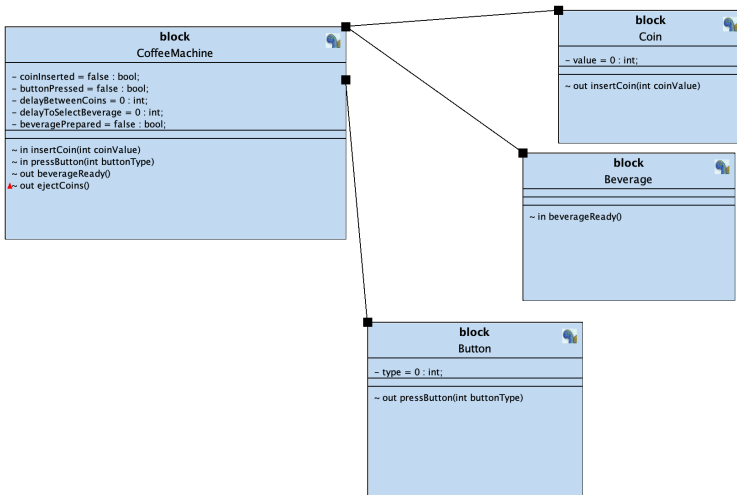 block
CoffeeMachine
- coinInserted = false : bool;
- buttonPressed = false : bool;
- delayBetweenCoins = 0 : int;
- delayToSelectBeverage = 0 : int;
- beveragePrepared = false : bool;
~ in insertCoin(int coinValue)
~ in pressButton(int buttonType)
~ out beverageReady()
~ out ejectCoins()
block
Coin
- value = 0 : int;
~ out insertCoin(int coinValue)
block
Beverage
~ in beverageReady()
block
Button
- type = 0 : int;
~ out pressButton(int buttonType)